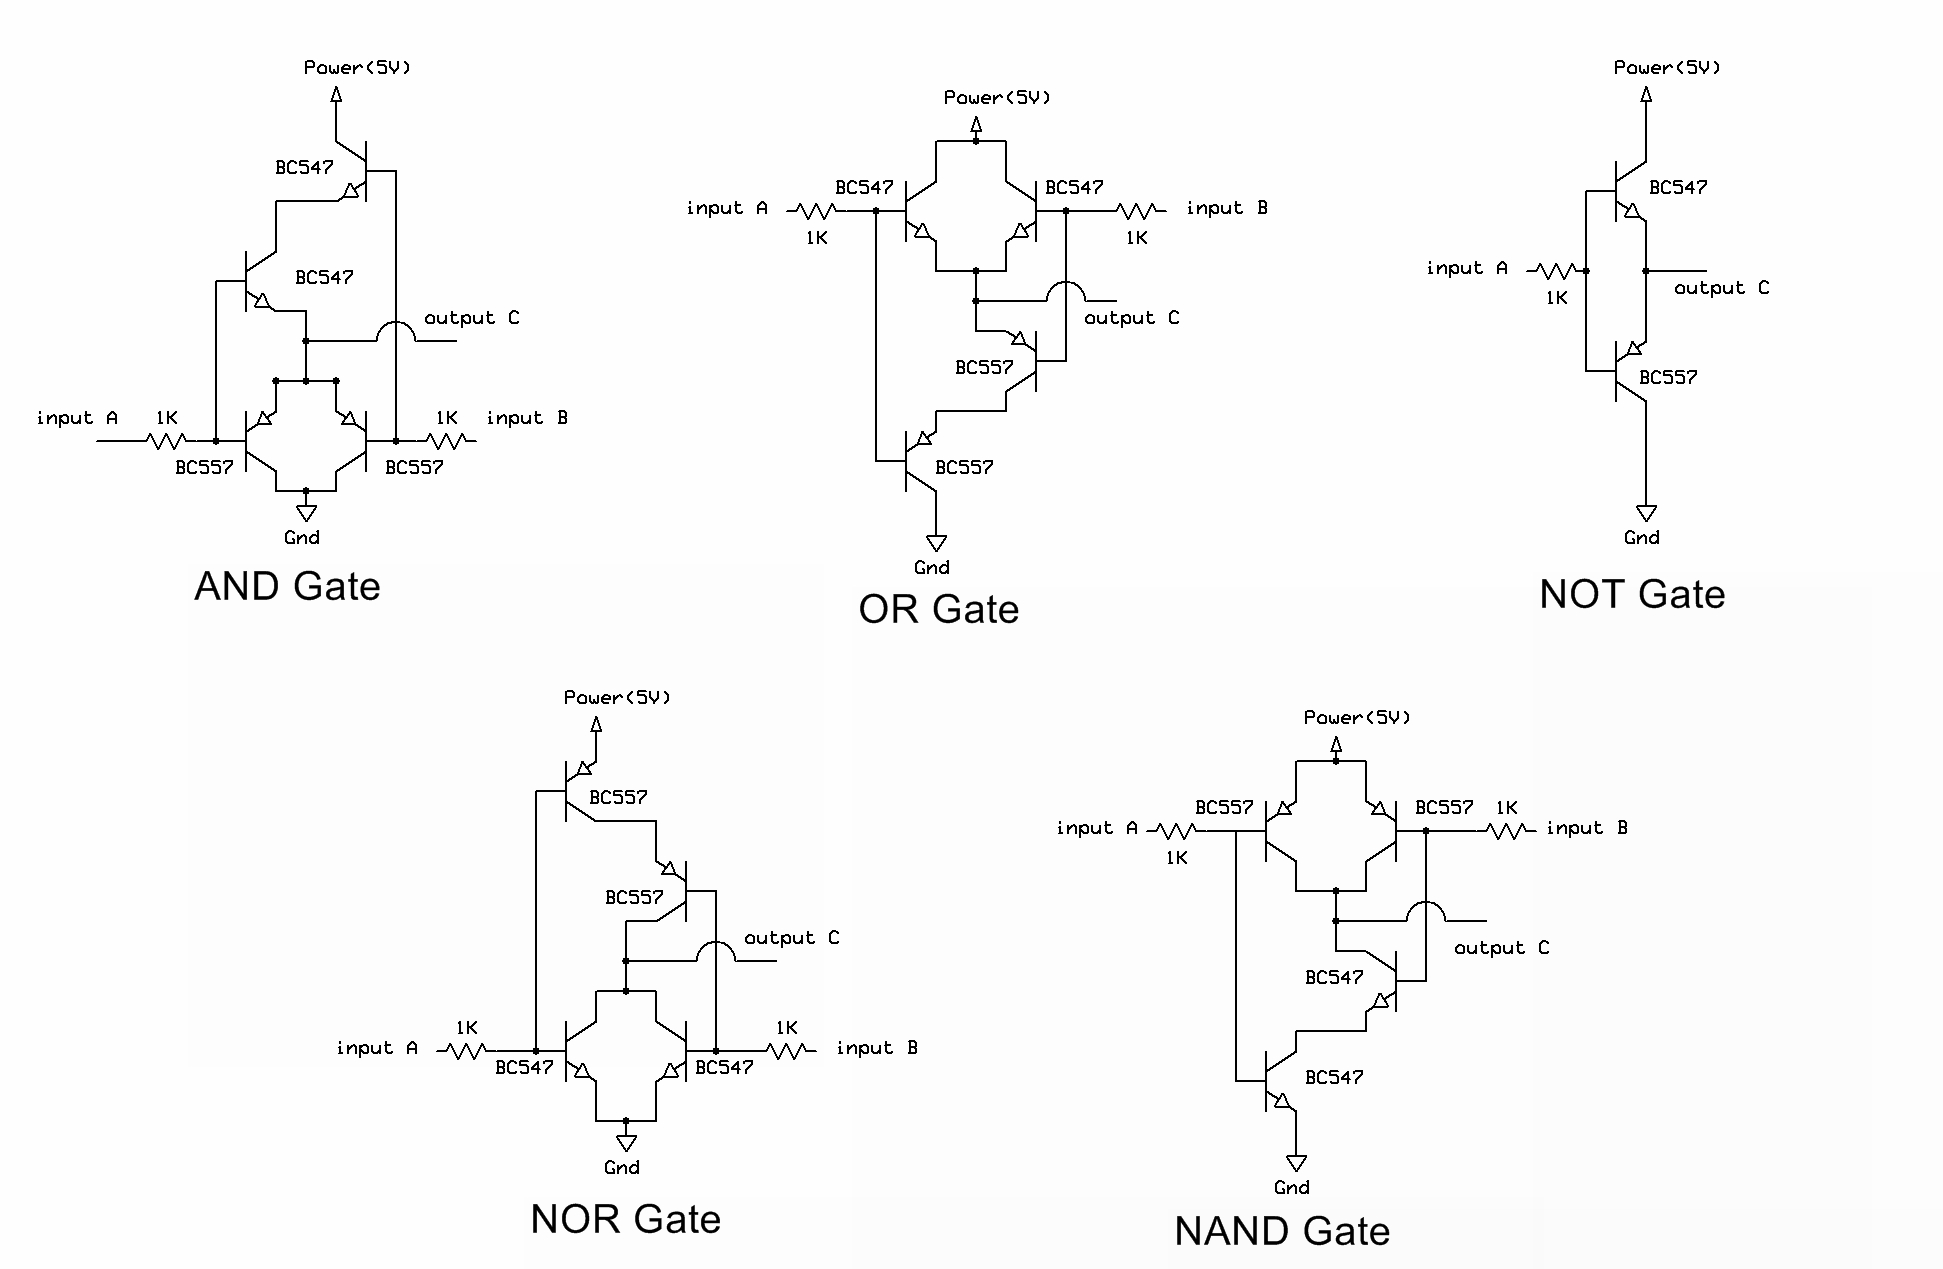 Power(5V)
BC547
BC547
output C
input A
1K
1K
input B
BC557
BC557
Gnd
AND Gate
Power(5V)
BC547
BC547
input A
input B
1K
1K
output C
BC557
BC557
Gnd
OR Gate
Power(5V)
BC547
input A
1K
output C
BC557
Gnd
NOT Gate
Power(5V)
BC557
BC557
output C
1K
1K
input A
input B
BC547
BC547
Gnd
NOR Gate
Power(5V)
BC557
BC557
1K
input A
input B
1K
output C
BC547
BC547
Gnd
NAND Gate